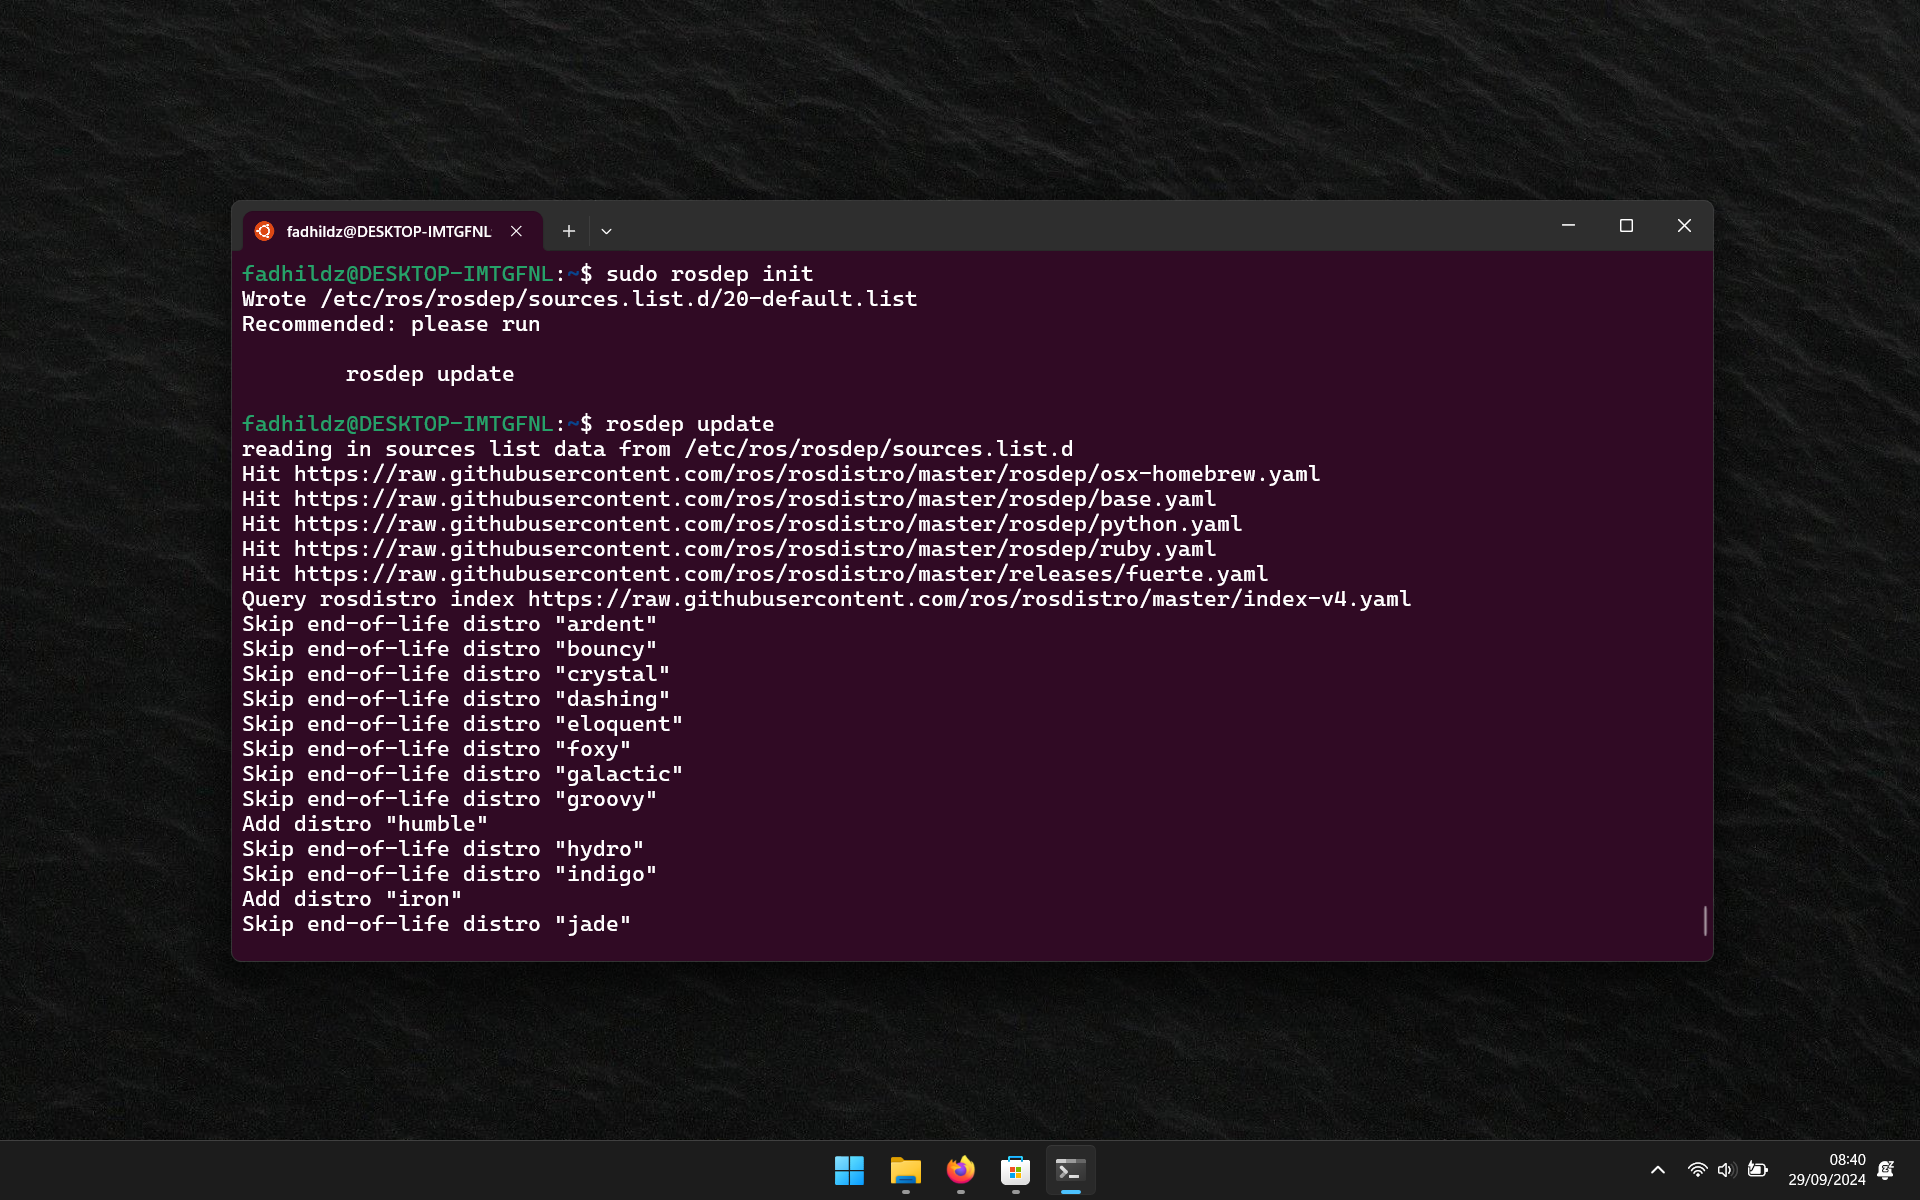 fadhildz@DESKTOP-IMTGFNL
fadhildz@DESKTOP-IMTGFNL:~$ sudo rosdep init
Wrote /etc/ros/rosdep/sources.list.d/20-default.list
Recommended: please run
rosdep update
fadhildz@DESKTOP-IMTGFNL:~$ rosdep update
reading in sources list data from /etc/ros/rosdep/sources.list.d
Hit https://raw.githubusercontent.com/ros/rosdistro/master/rosdep/osx-homebrew.yaml
Hit https://raw.githubusercontent.com/ros/rosdistro/master/rosdep/base.yaml
Hit https://raw.githubusercontent.com/ros/rosdistro/master/rosdep/python.yaml
Hit https://raw.githubusercontent.com/ros/rosdistro/master/rosdep/ruby.yaml
Hit https://raw.githubusercontent.com/ros/rosdistro/master/releases/fuerte.yaml
Query rosdistro index https://raw.githubusercontent.com/ros/rosdistro/master/index-v4.yaml
Skip end-of-life distro "ardent"
Skip end-of-life distro "bouncy"
Skip end-of-life distro "crystal"
Skip end-of-life distro "dashing"
Skip end-of-life distro "eloquent"
Skip end-of-life distro "foxy"
Skip end-of-life distro "galactic"
Skip end-of-life distro "groovy"
Add distro "humble"
Skip end-of-life distro "hydro"
Skip end-of-life distro "indigo"
Add distro "iron"
Skip end-of-life distro "jade"
08:40
29/09/2024